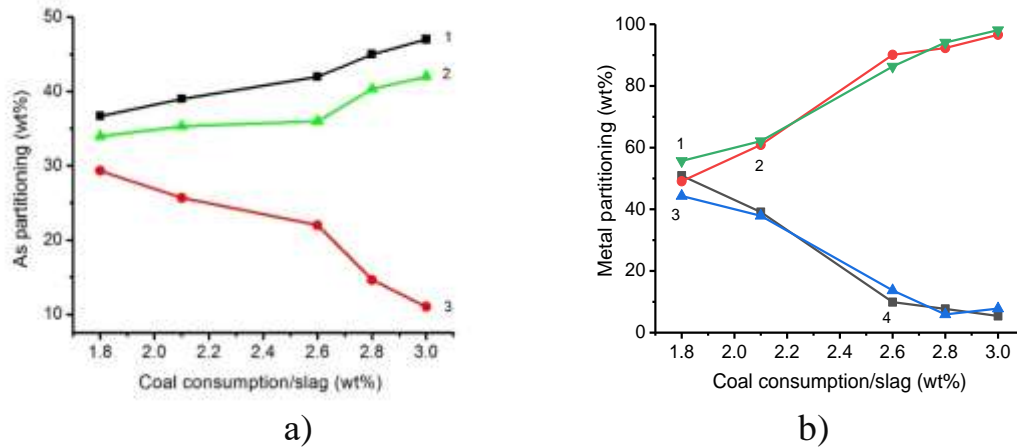 50
40
30
20
10
As partitioning (wt%)
1
2
3
1.8 2.0 2.2 2.4 2.6 2.8 3.0
Coal consumption/slag (wt%)
a)
100
80
60
40
20
0
Metal partitioning (wt%)
1
2
3
4
1.8 2.0 2.2 2.4 2.6 2.8 3.0
Coal consumption/slag (wt%)
b)